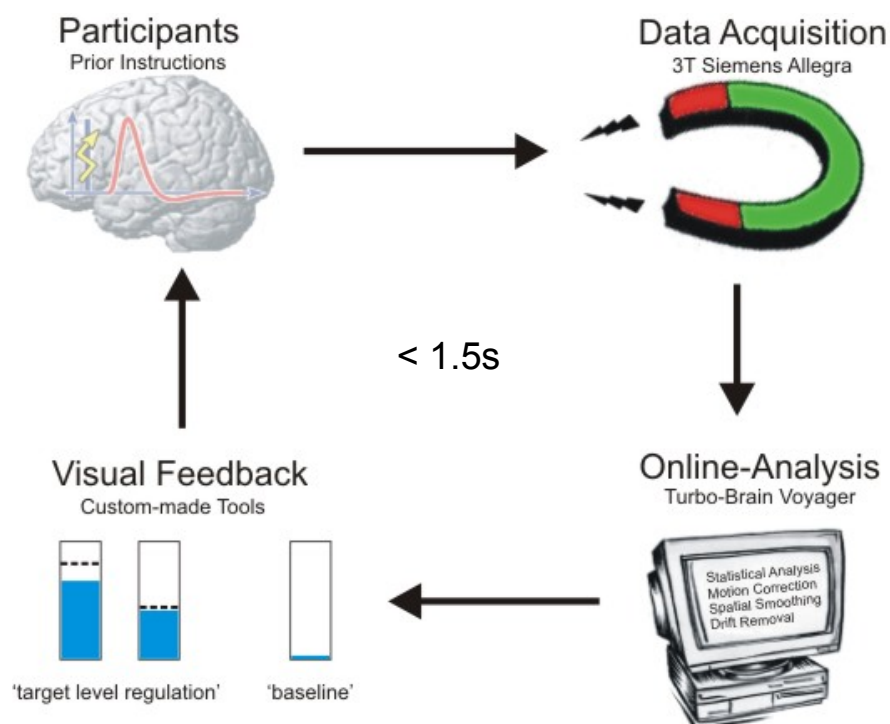 Participants
Prior Instructions
Data Acquisition
3T Siemens Allegra
< 1.5s
Visual Feedback
Custom-made Tools
'target level regulation'
'baseline'
Online-Analysis
Turbo-Brain Voyager
Statistical Analysis
Motion Correction
Spatial Smoothing
Drift Removal